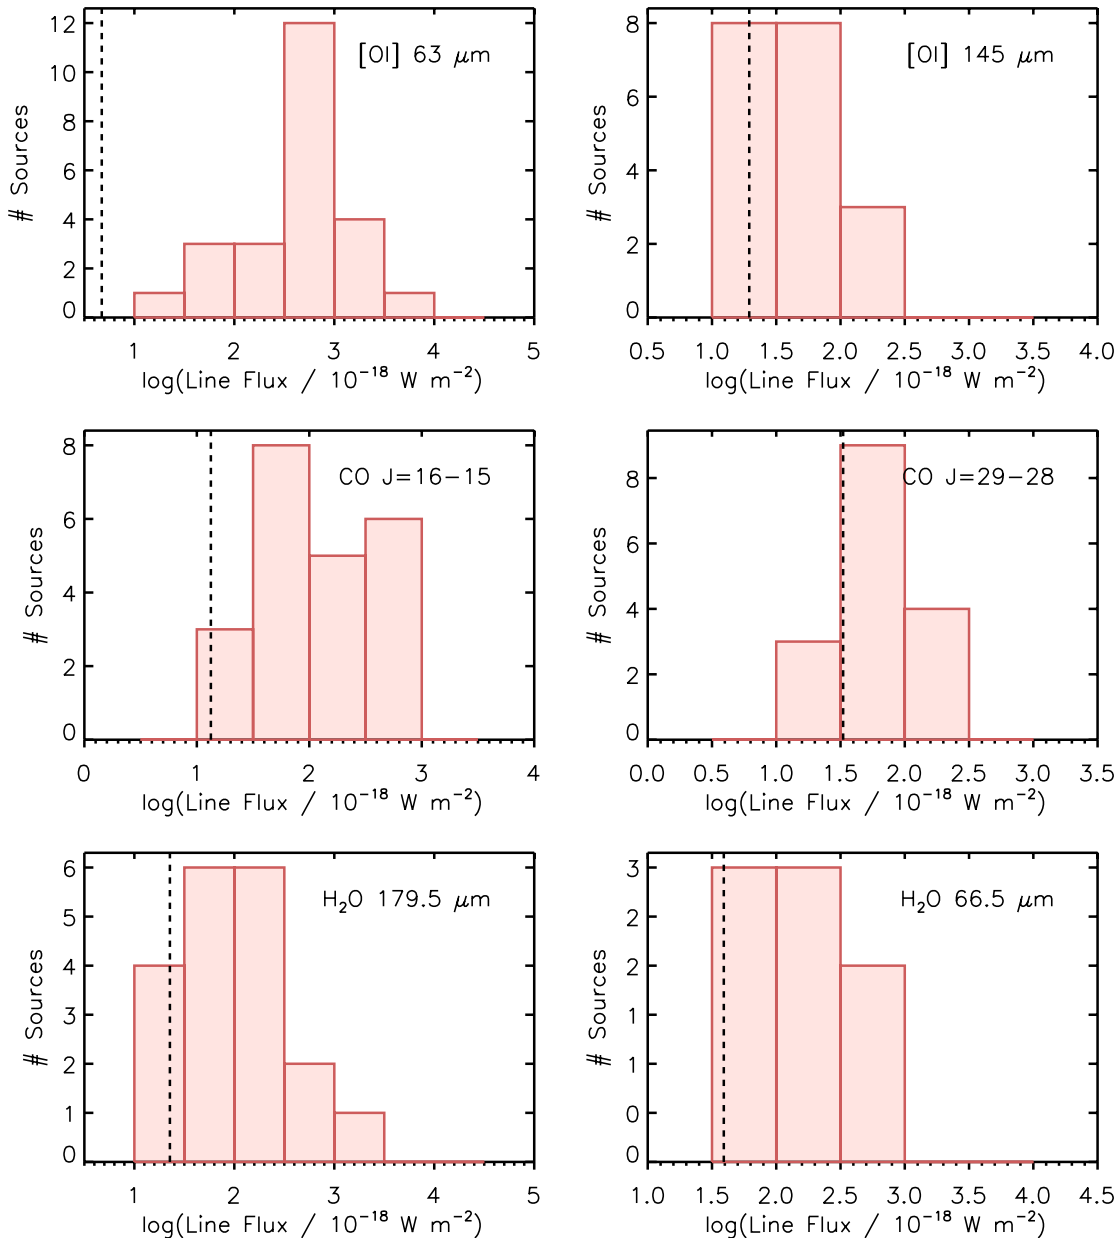 12
10
8
6
4
2
0
# Sources
[OI] 63 μm
1 2 3 4 5
log(Line Flux / 10⁻¹⁸ W m⁻²)
8
6
4
2
0
# Sources
[OI] 145 μm
0.5 1.0 1.5 2.0 2.5 3.0 3.5 4.0
log(Line Flux / 10⁻¹⁸ W m⁻²)
8
6
4
2
0
# Sources
CO J=16−15
0 1 2 3 4
log(Line Flux / 10⁻¹⁸ W m⁻²)
8
6
4
2
0
# Sources
CO J=29−28
0.0 0.5 1.0 1.5 2.0 2.5 3.0 3.5
log(Line Flux / 10⁻¹⁸ W m⁻²)
6
5
4
3
2
1
0
# Sources
H₂O 179.5 μm
1 2 3 4 5
log(Line Flux / 10⁻¹⁸ W m⁻²)
3
2
2
1
1
0
0
# Sources
H₂O 66.5 μm
1.0 1.5 2.0 2.5 3.0 3.5 4.0 4.5
log(Line Flux / 10⁻¹⁸ W m⁻²)